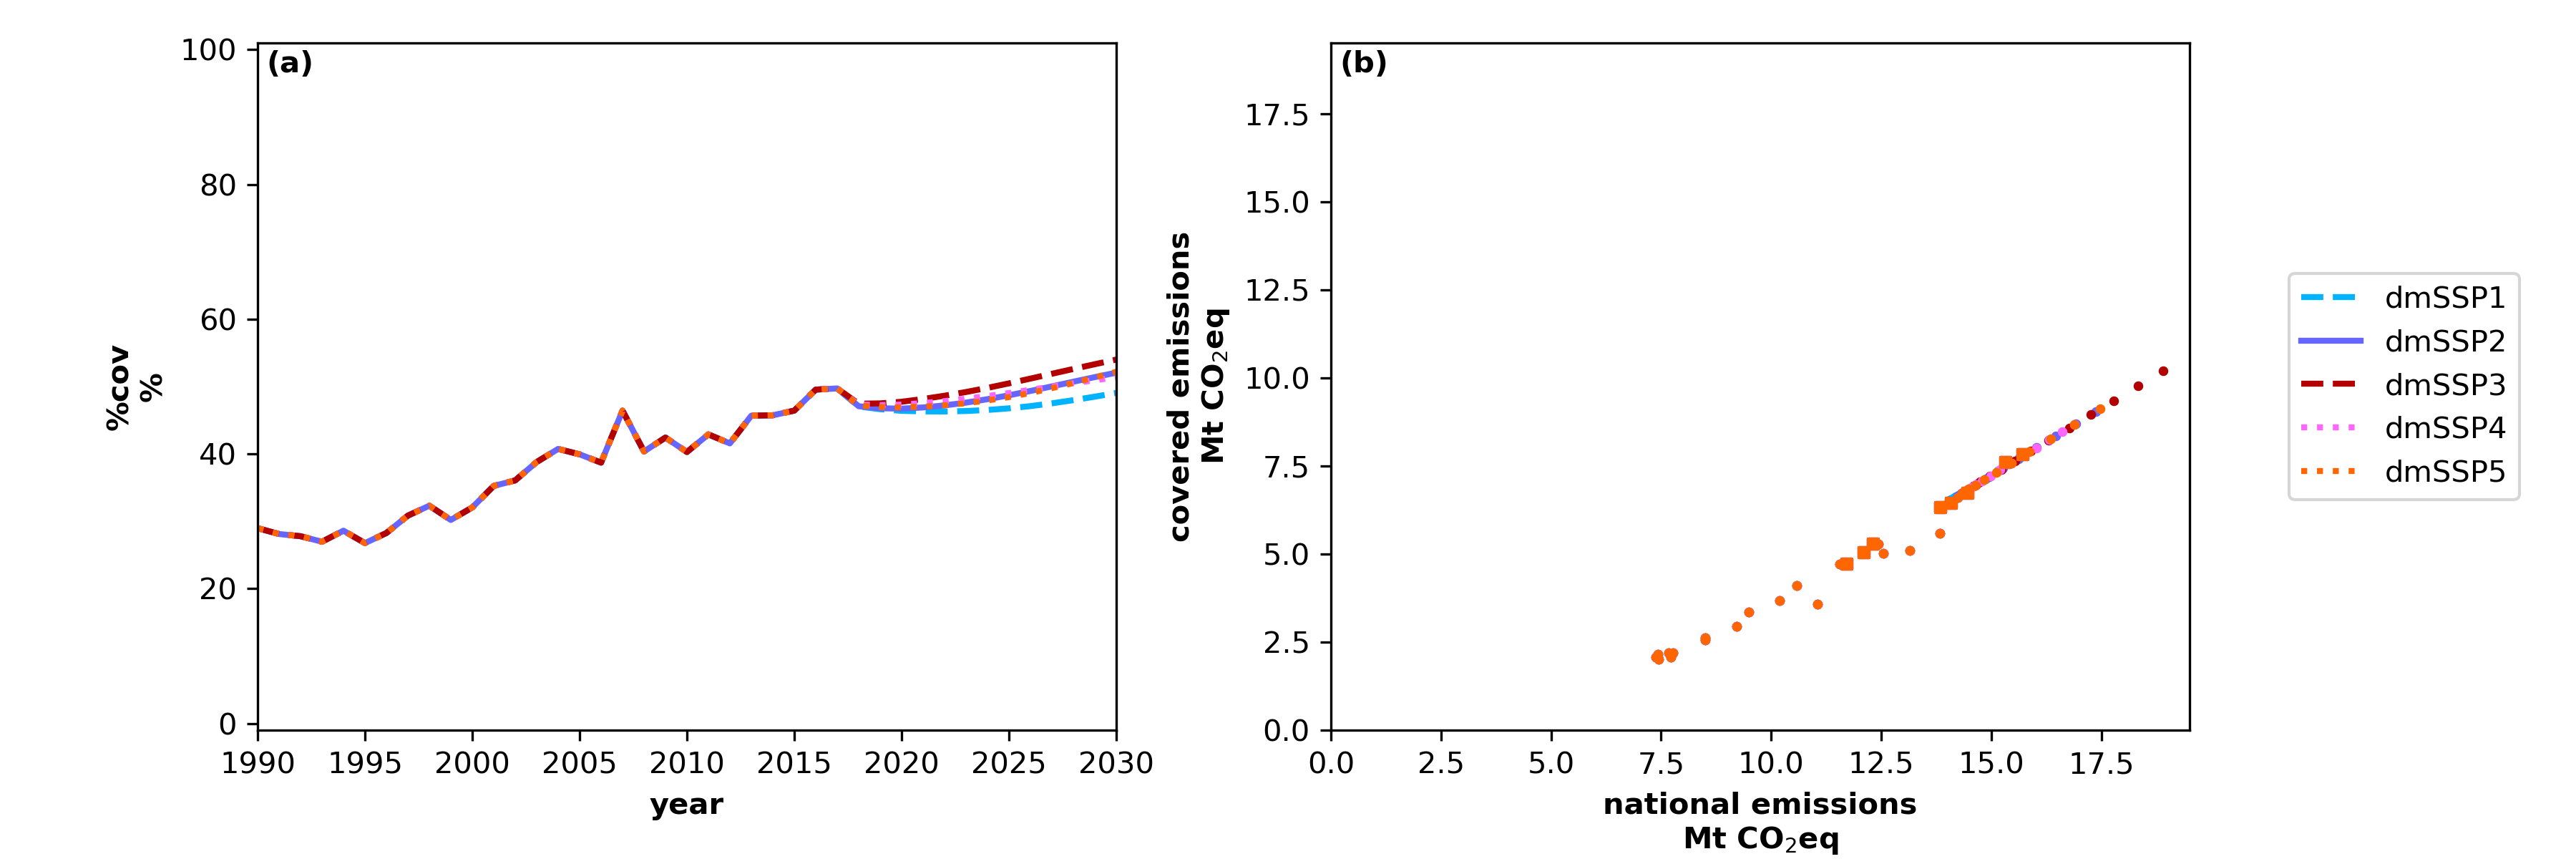 (a)
100
80
60
40
20
0
%cov
%
1990 1995 2000 2005 2010 2015 2020 2025 2030
year
(b)
17.5
15.0
12.5
10.0
7.5
5.0
2.5
0.0
covered emissions
Mt CO₂eq
0.0 2.5 5.0 7.5 10.0 12.5 15.0 17.5
national emissions
Mt CO₂eq
dmSSP1
dmSSP2
dmSSP3
dmSSP4
dmSSP5